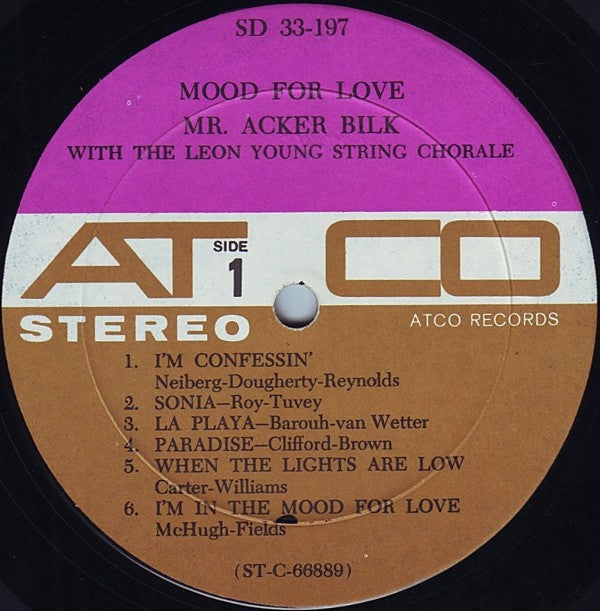 SD 33-197
MOOD FOR LOVE
MR. ACKER BILK
WITH THE LEON YOUNG STRING CHORALE
ATCO
SIDE
1
STEREO
ATCO RECORDS
1. I'M CONFESSIN'
Neiberg-Dougherty-Reynolds
2. SONIA—Roy-Tuvey
3. LA PLAYA—Barouh-van Wetter
4. PARADISE—Clifford-Brown
5. WHEN THE LIGHTS ARE LOW
Carter-Williams
6. I'M IN THE MOOD FOR LOVE
McHugh-Fields
(ST-C-66889)